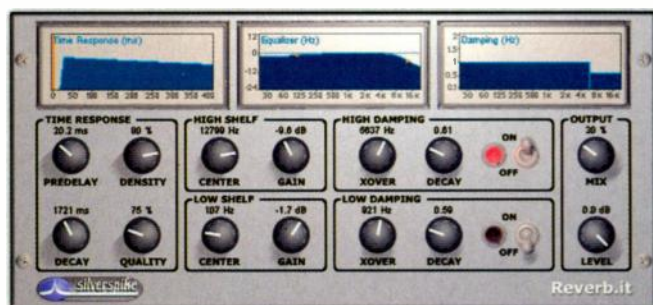 Time Response (ms)
0 50 100 150 200 250 300 350 400
Equalizer (Hz)
12
0
-12
-24
30 60 125 250 500 1K 2K 4K 8K 16K
Damping (Hz)
2
1.5
1
0.5
30 60 125 250 500 1K 2K 4K 8K 16K
TIME RESPONSE
20.2 ms
PREDELAY
80 %
DENSITY
1721 ms
DECAY
75 %
QUALITY
HIGH SHELF
12799 Hz
CENTER
-9.6 dB
GAIN
LOW SHELF
107 Hz
CENTER
-1.7 dB
GAIN
HIGH DAMPING
6637 Hz
XOVER
0.61
DECAY
ON
OFF
LOW DAMPING
921 Hz
XOVER
0.59
DECAY
ON
OFF
OUTPUT
20 %
MIX
0.0 dB
LEVEL
silverspike
Reverb.it